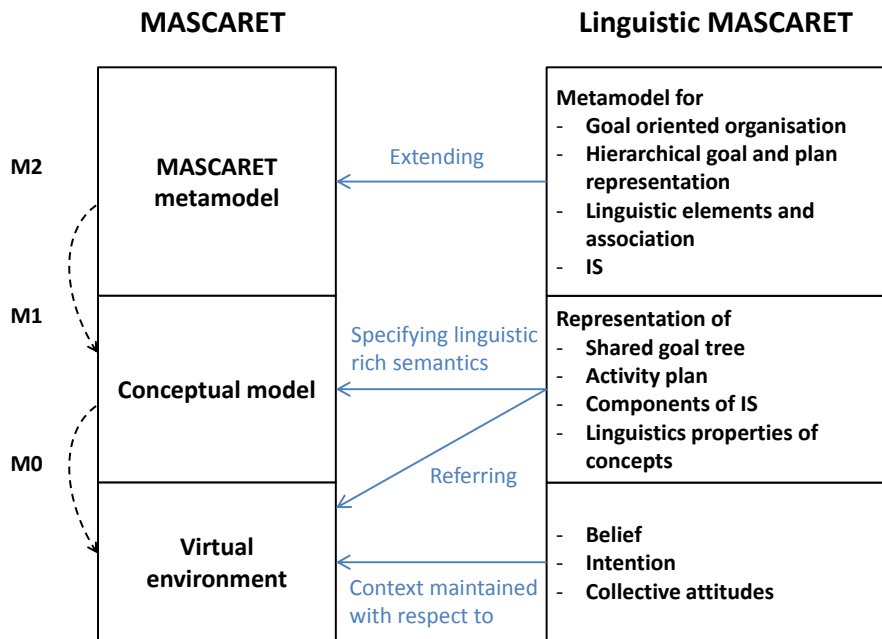 MASCARET
Linguistic MASCARET
M2
MASCARET
metamodel
Extending
Metamodel for
- Goal oriented organisation
- Hierarchical goal and plan
representation
- Linguistic elements and
association
- IS
M1
Conceptual model
Specifying linguistic
rich semantics
Referring
Representation of
- Shared goal tree
- Activity plan
- Components of IS
- Linguistics properties of
concepts
M0
Virtual
environment
Context maintained
with respect to
- Belief
- Intention
- Collective attitudes